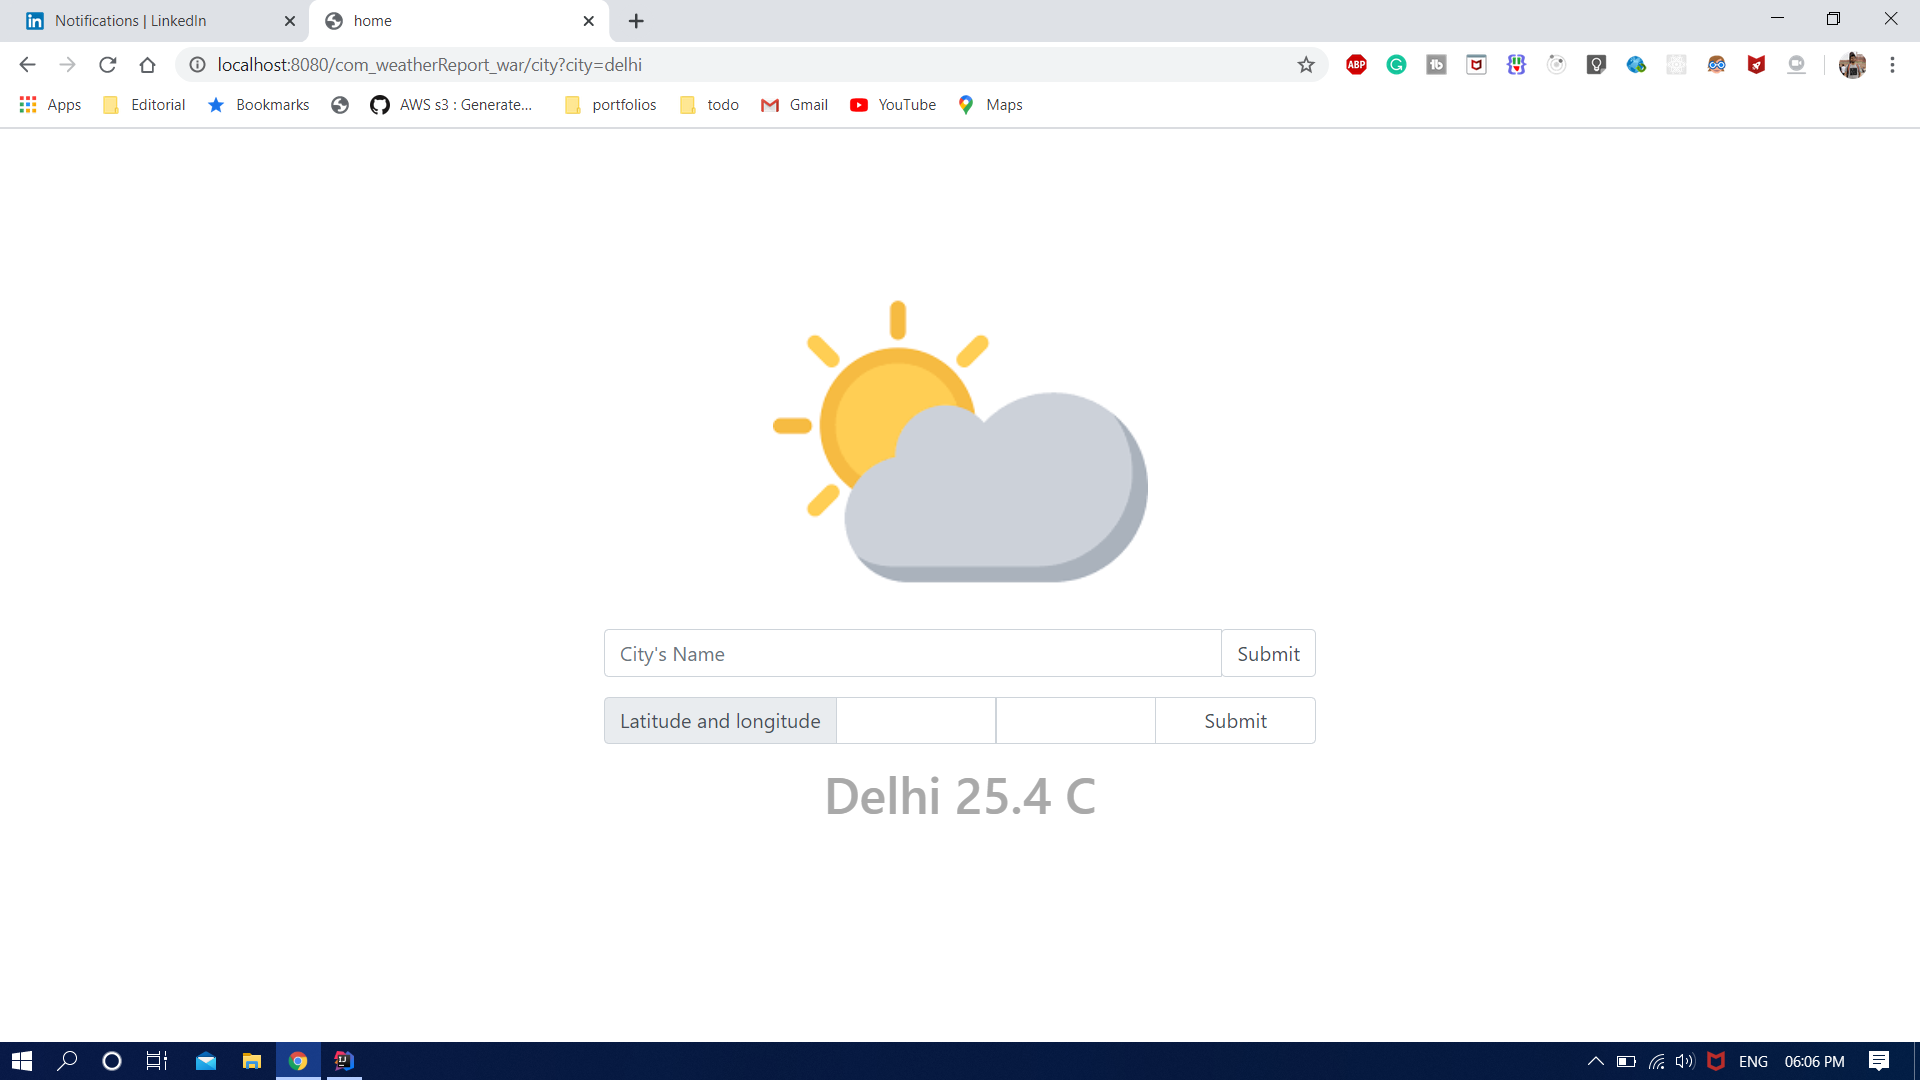 Notifications | LinkedIn
home
localhost:8080/com_weatherReport_war/city?city=delhi
ABP
Apps
Editorial
Bookmarks
AWS s3 : Generate...
portfolios
todo
Gmail
YouTube
Maps
City's Name
Submit
Latitude and longitude
Submit
Delhi 25.4 C
ENG
06:06 PM